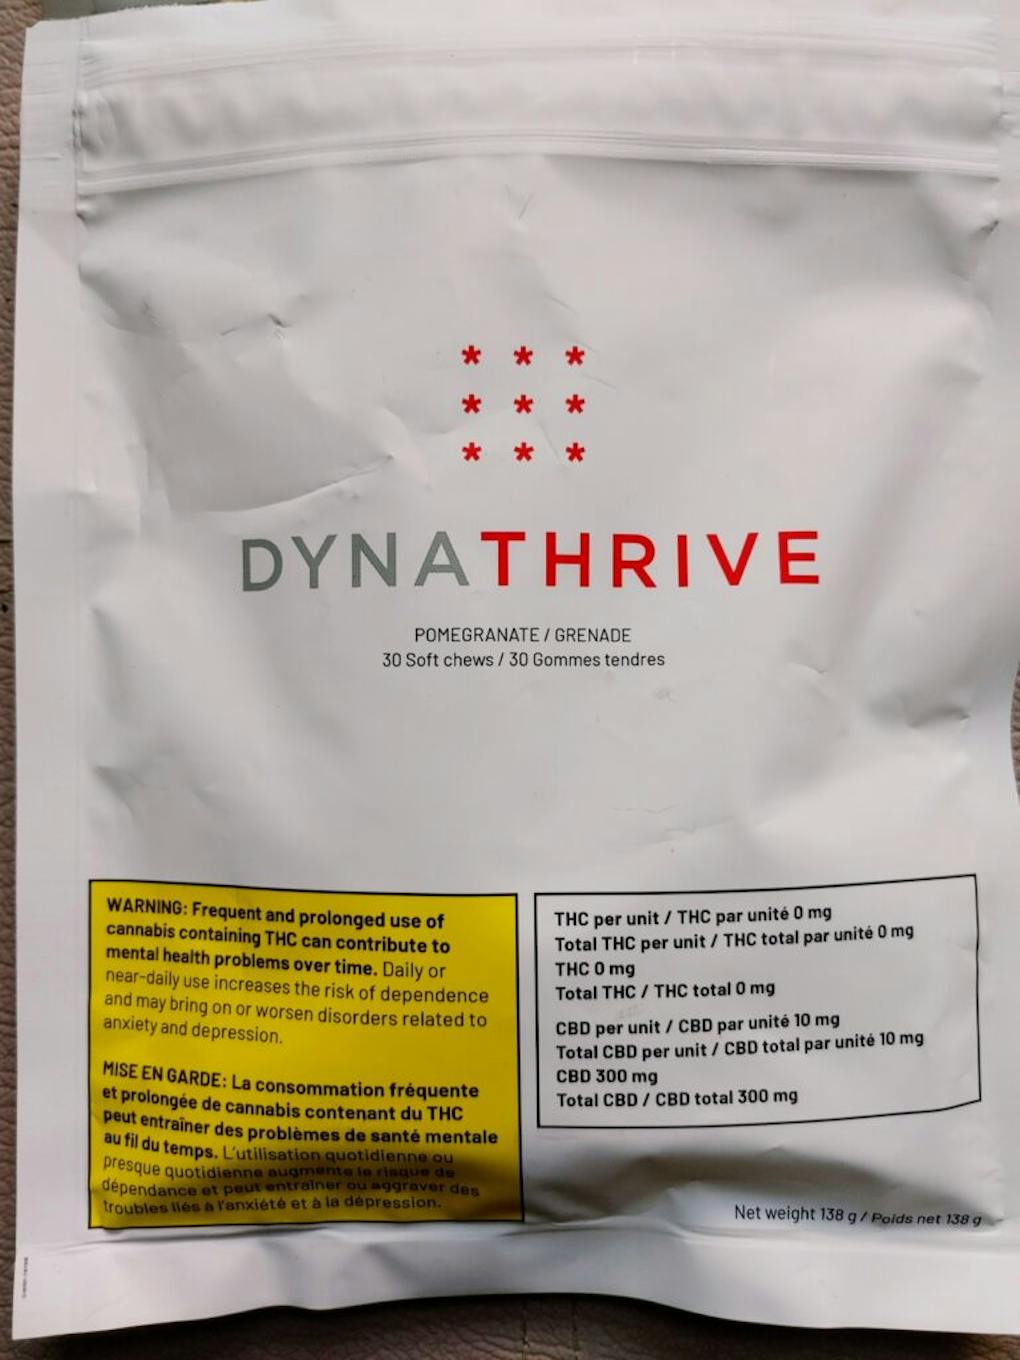 * * *
* * *
* * *
DYNATHRIVE
POMEGRANATE / GRENADE
30 Soft chews / 30 Gommes tendres
WARNING: Frequent and prolonged use of
cannabis containing THC can contribute to
mental health problems over time. Daily or
near-daily use increases the risk of dependence
and may bring on or worsen disorders related to
anxiety and depression.
MISE EN GARDE: La consommation fréquente
et prolongée de cannabis contenant du THC
peut entraîner des problèmes de santé mentale
au fil du temps. L'utilisation quotidienne ou
presque quotidienne augmente le risque de
dépendance et peut entraîner ou aggraver des
troubles liés à l'anxiété et à la dépression.
THC per unit / THC par unité 0 mg
Total THC per unit / THC total par unité 0 mg
THC 0 mg
Total THC / THC total 0 mg
CBD per unit / CBD par unité 10 mg
Total CBD per unit / CBD total par unité 10 mg
CBD 300 mg
Total CBD / CBD total 300 mg
Net weight 138 g / Poids net 138 g